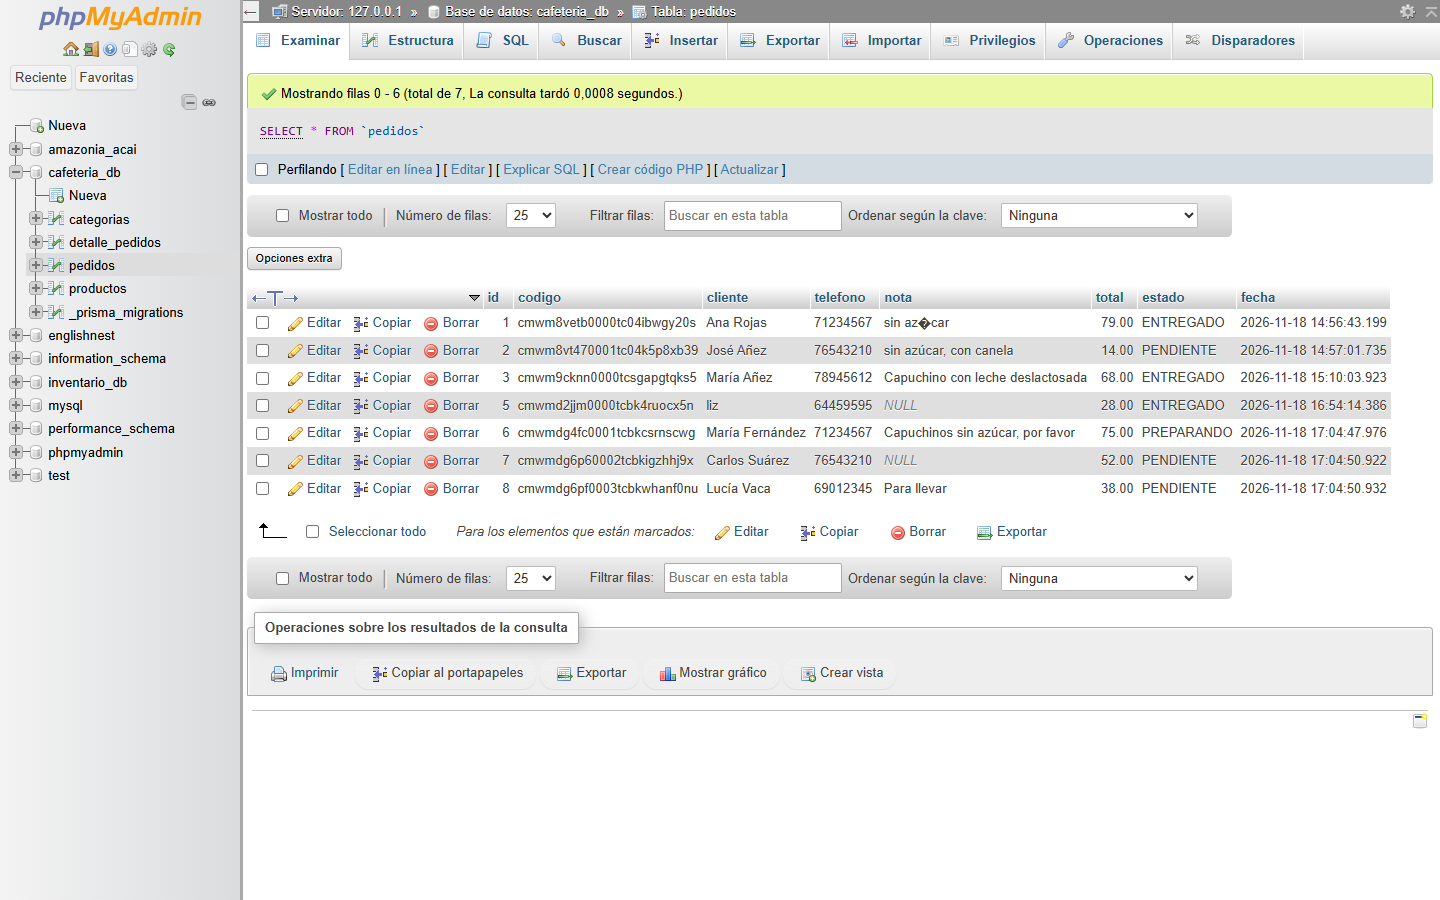 phpMyAdmin
Reciente Favoritas
Nueva
amazonia_acai
cafeteria_db
Nueva
categorias
detalle_pedidos
pedidos
productos
_prisma_migrations
englishnest
information_schema
inventario_db
mysql
performance_schema
phpmyadmin
test
Servidor: 127.0.0.1 » Base de datos: cafeteria_db » Tabla: pedidos
Examinar Estructura SQL Buscar Insertar Exportar Importar Privilegios Operaciones Disparadores
Mostrando filas 0 - 6 (total de 7, La consulta tardó 0,0008 segundos.)
SELECT * FROM `pedidos`
Perfilando [ Editar en línea ] [ Editar ] [ Explicar SQL ] [ Crear código PHP ] [ Actualizar ]
Mostrar todo Número de filas: 25 Filtrar filas: Buscar en esta tabla Ordenar según la clave: Ninguna
Opciones extra
id codigo cliente telefono nota total estado fecha
Editar Copiar Borrar 1 cmwm8vetb0000tc04ibwgy20s Ana Rojas 71234567 sin az�car 79.00 ENTREGADO 2026-11-18 14:56:43.199
Editar Copiar Borrar 2 cmwm8vt470001tc04k5p8xb39 José Añez 76543210 sin azúcar, con canela 14.00 PENDIENTE 2026-11-18 14:57:01.735
Editar Copiar Borrar 3 cmwm9cknn0000tcsgapgtqks5 María Añez 78945612 Capuchino con leche deslactosada 68.00 ENTREGADO 2026-11-18 15:10:03.923
Editar Copiar Borrar 5 cmwmd2jjm0000tcbk4ruocx5n liz 64459595 NULL 28.00 ENTREGADO 2026-11-18 16:54:14.386
Editar Copiar Borrar 6 cmwmdg4fc0001tcbkcsrnscwg María Fernández 71234567 Capuchinos sin azúcar, por favor 75.00 PREPARANDO 2026-11-18 17:04:47.976
Editar Copiar Borrar 7 cmwmdg6p60002tcbkigzhhj9x Carlos Suárez 76543210 NULL 52.00 PENDIENTE 2026-11-18 17:04:50.922
Editar Copiar Borrar 8 cmwmdg6pf0003tcbkwhanf0nu Lucía Vaca 69012345 Para llevar 38.00 PENDIENTE 2026-11-18 17:04:50.932
Seleccionar todo Para los elementos que están marcados: Editar Copiar Borrar Exportar
Mostrar todo Número de filas: 25 Filtrar filas: Buscar en esta tabla Ordenar según la clave: Ninguna
Operaciones sobre los resultados de la consulta
Imprimir Copiar al portapapeles Exportar Mostrar gráfico Crear vista